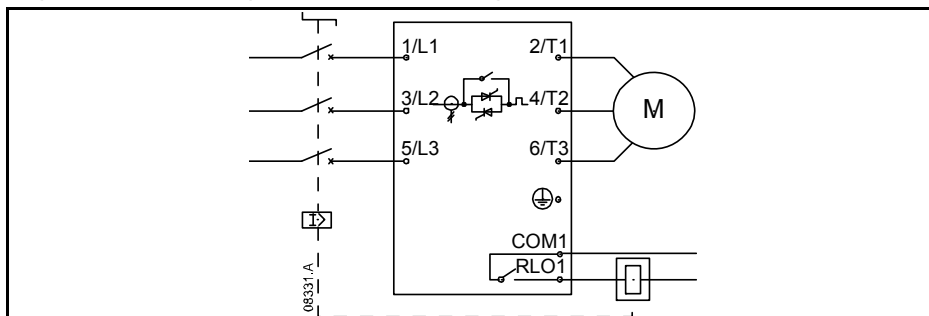 1/L1
2/T1
3/L2
4/T2
M
5/L3
6/T3
I>
COM1
RLO1
08331.A